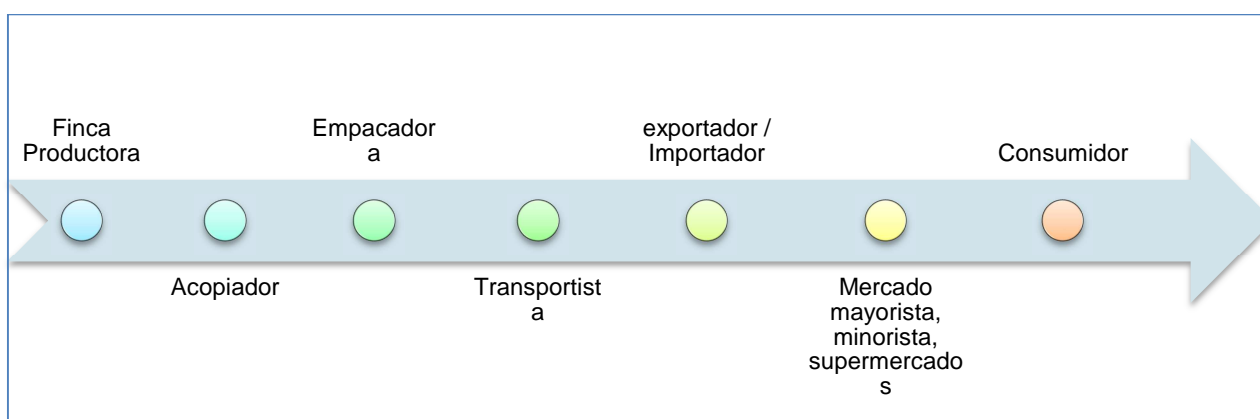 Finca
Productora
Acopiador
Empacador
a
Transportist
a
exportador /
Importador
Mercado
mayorista,
minorista,
supermercado
s
Consumidor